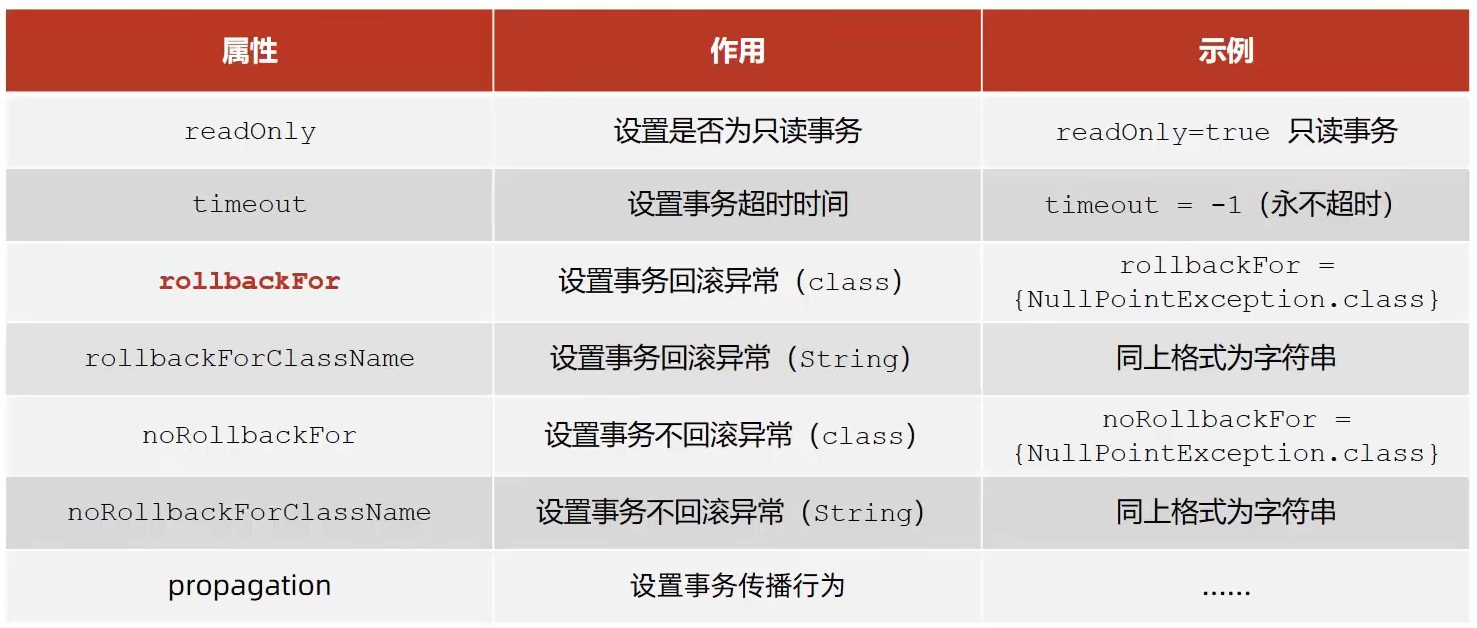 属性 作用 示例
readOnly 设置是否为只读事务 readOnly=true 只读事务
timeout 设置事务超时时间 timeout = -1（永不超时）
rollbackFor 设置事务回滚异常（class） rollbackFor =
{NullPointException.class}
rollbackForClassName 设置事务回滚异常（String） 同上格式为字符串
noRollbackFor 设置事务不回滚异常（class） noRollbackFor =
{NullPointException.class}
noRollbackForClassName 设置事务不回滚异常（String） 同上格式为字符串
propagation 设置事务传播行为 ……